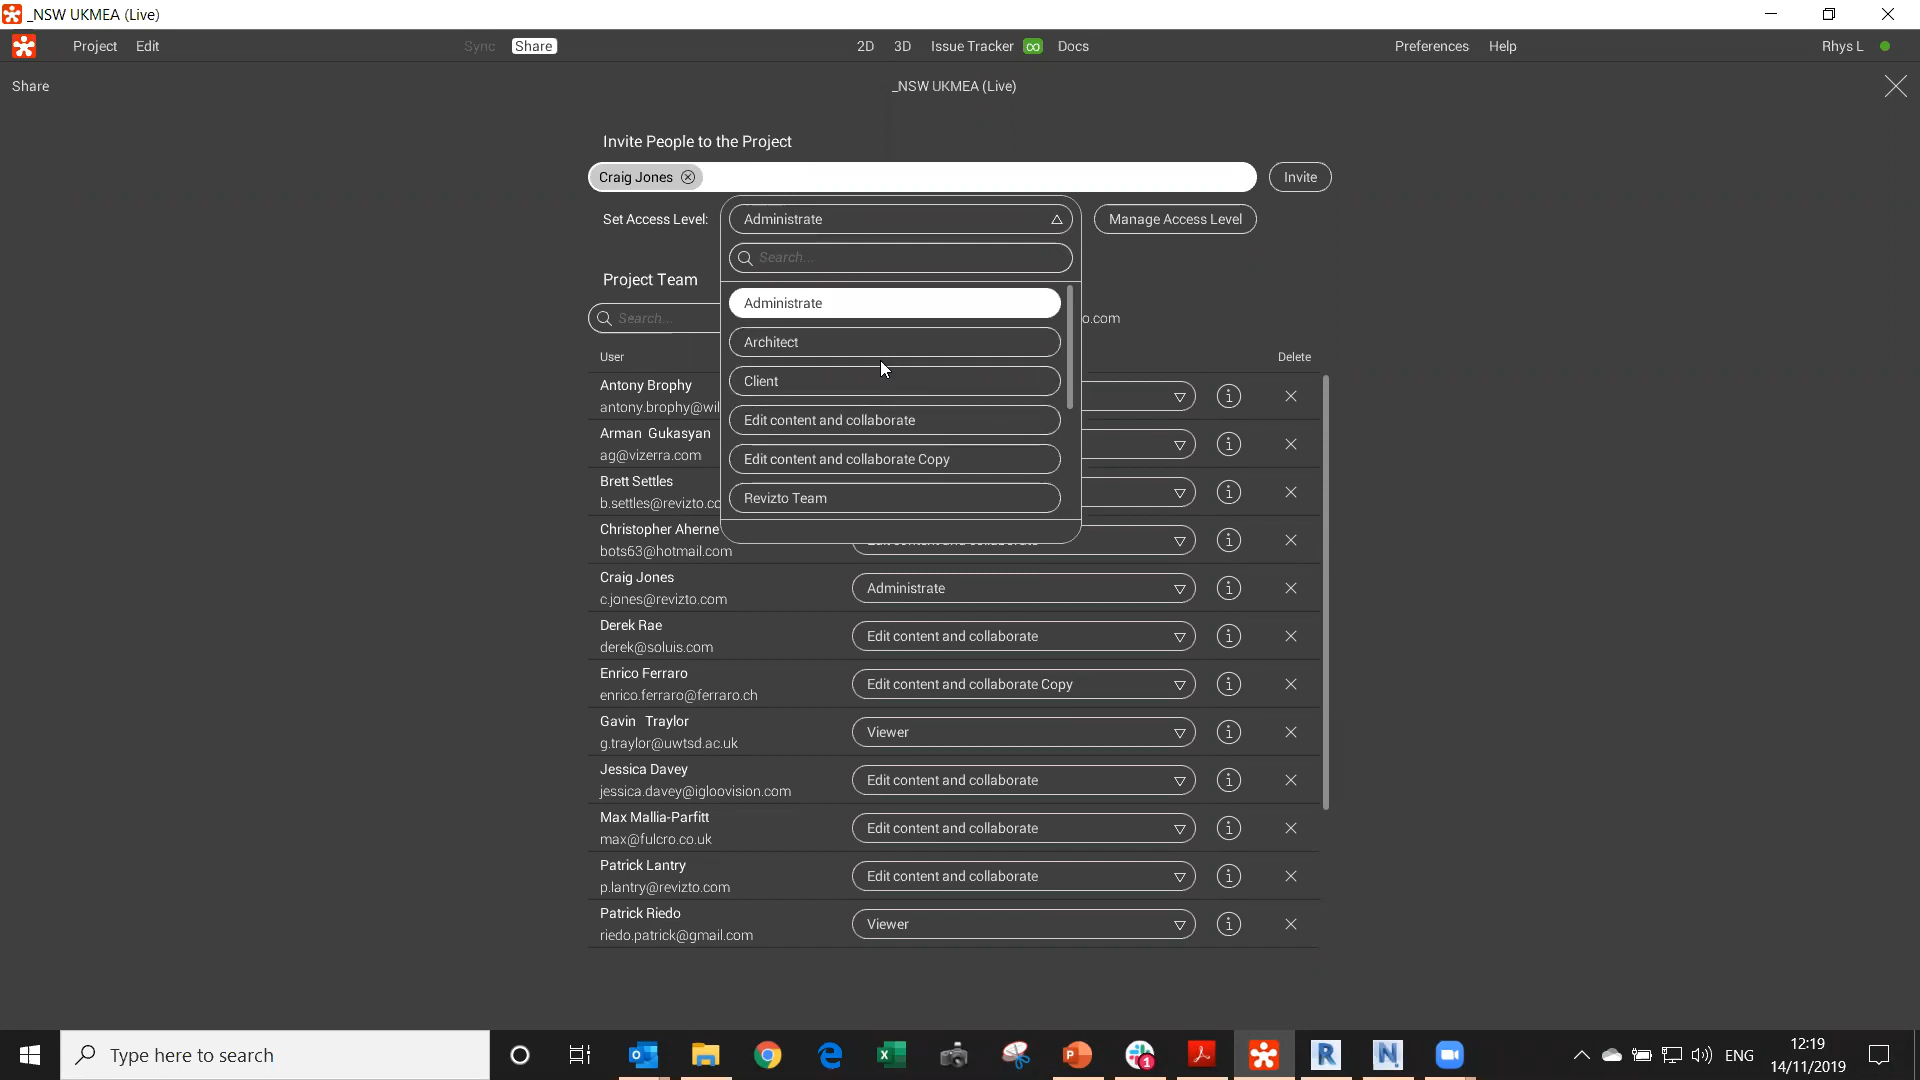 _NSW UKMEA (Live)
Project Edit Sync Share 2D 3D Issue Tracker Docs Preferences Help Rhys L
Share _NSW UKMEA (Live)
Invite People to the Project
Craig Jones Invite
Set Access Level: Administrate Manage Access Level
Search...
Project Team
Administrate
Search... o.com
Architect
User Delete
Client
Antony Brophy
antony.brophy@wil
Edit content and collaborate
Arman Gukasyan
ag@vizerra.com
Edit content and collaborate Copy
Brett Settles
b.settles@revizto.co
Revizto Team
Christopher Aherne
bots63@hotmail.com
Craig Jones
c.jones@revizto.com
Administrate
Derek Rae
derek@soluis.com
Edit content and collaborate
Enrico Ferraro
enrico.ferraro@ferraro.ch
Edit content and collaborate Copy
Gavin Traylor
g.traylor@uwtsd.ac.uk
Viewer
Jessica Davey
jessica.davey@igloovision.com
Edit content and collaborate
Max Mallia-Parfitt
max@fulcro.co.uk
Edit content and collaborate
Patrick Lantry
p.lantry@revizto.com
Edit content and collaborate
Patrick Riedo
riedo.patrick@gmail.com
Viewer
Type here to search
ENG
12:19
14/11/2019